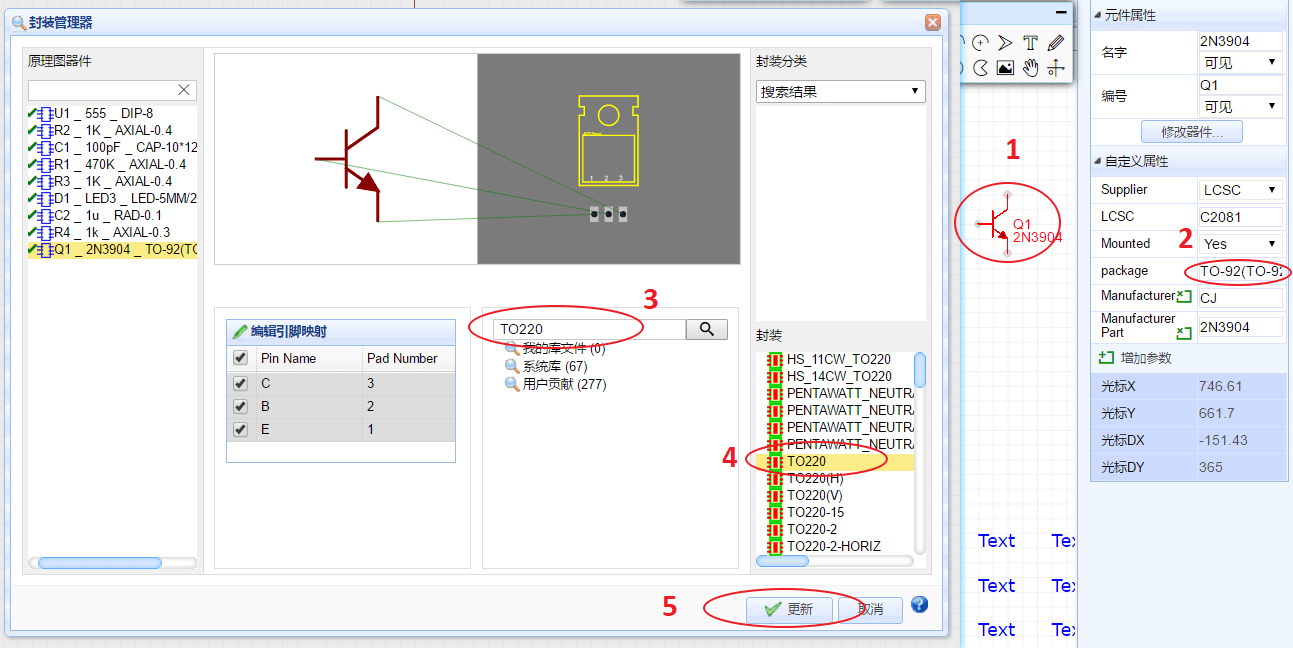 封装管理器
原理图器件
U1 _ 555 _ DIP-8
R2 _ 1K _ AXIAL-0.4
C1 _ 100pF _ CAP-10*12
R1 _ 470K _ AXIAL-0.4
R3 _ 1K _ AXIAL-0.4
D1 _ LED3 _ LED-5MM/2
C2 _ 1u _ RAD-0.1
R4 _ 1k _ AXIAL-0.3
Q1 _ 2N3904 _ TO-92(TO
1 2 3
编辑引脚映射
Pin Name Pad Number
C 3
B 2
E 1
3
TO220
我的库文件 (0)
系统库 (67)
用户贡献 (277)
封装分类
搜索结果
封装
HS_11CW_TO220
HS_14CW_TO220
PENTAWATT_NEUTRA
PENTAWATT_NEUTRA
PENTAWATT_NEUTRA
PENTAWATT_NEUTRA
4
TO220
TO220(H)
TO220(V)
TO220-15
TO220-2
TO220-2-HORIZ
5
更新
取消
?
T
1
Q1
2N3904
Text Tex
Text Tex
Text Tex
元件属性
名字 2N3904
可见
编号 Q1
可见
修改器件...
自定义属性
Supplier LCSC
LCSC C2081
Mounted Yes
2
package TO-92(TO-92
Manufacturer CJ
Manufacturer
Part 2N3904
增加参数
光标X 746.61
光标Y 661.7
光标DX -151.43
光标DY 365